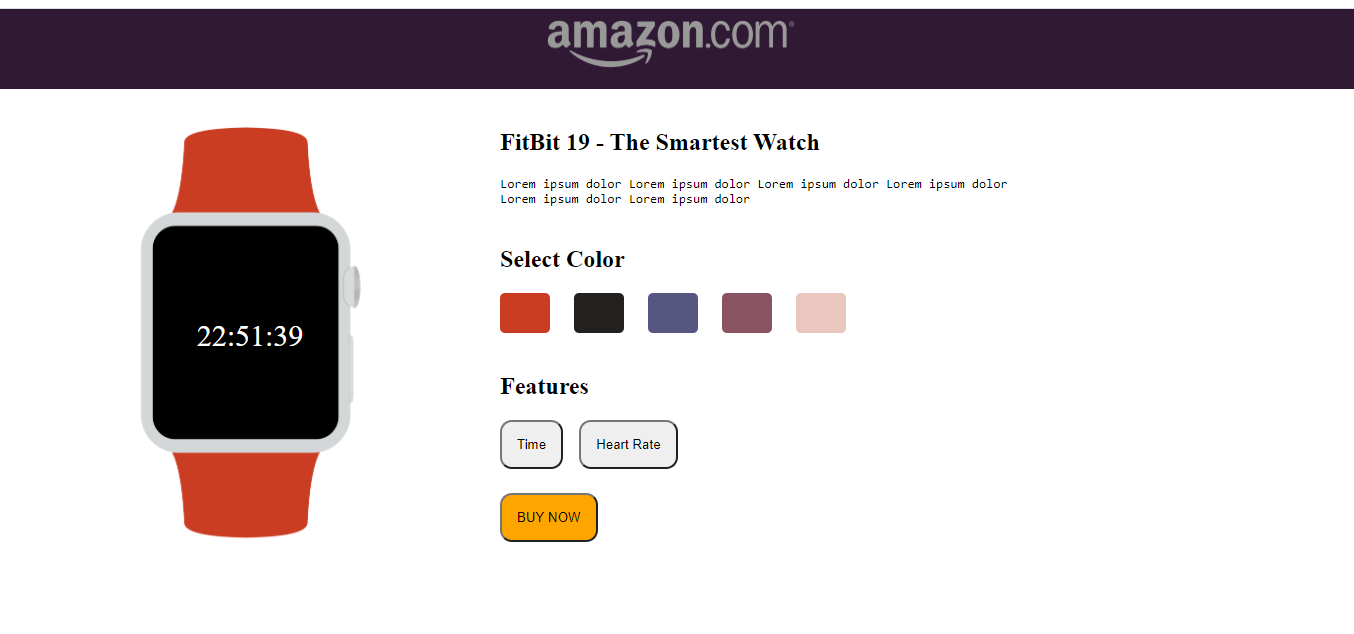 amazon.com®
FitBit 19 - The Smartest Watch
Lorem ipsum dolor Lorem ipsum dolor Lorem ipsum dolor Lorem ipsum dolor
Lorem ipsum dolor Lorem ipsum dolor
Select Color
22:51:39
Features
Time
Heart Rate
BUY NOW